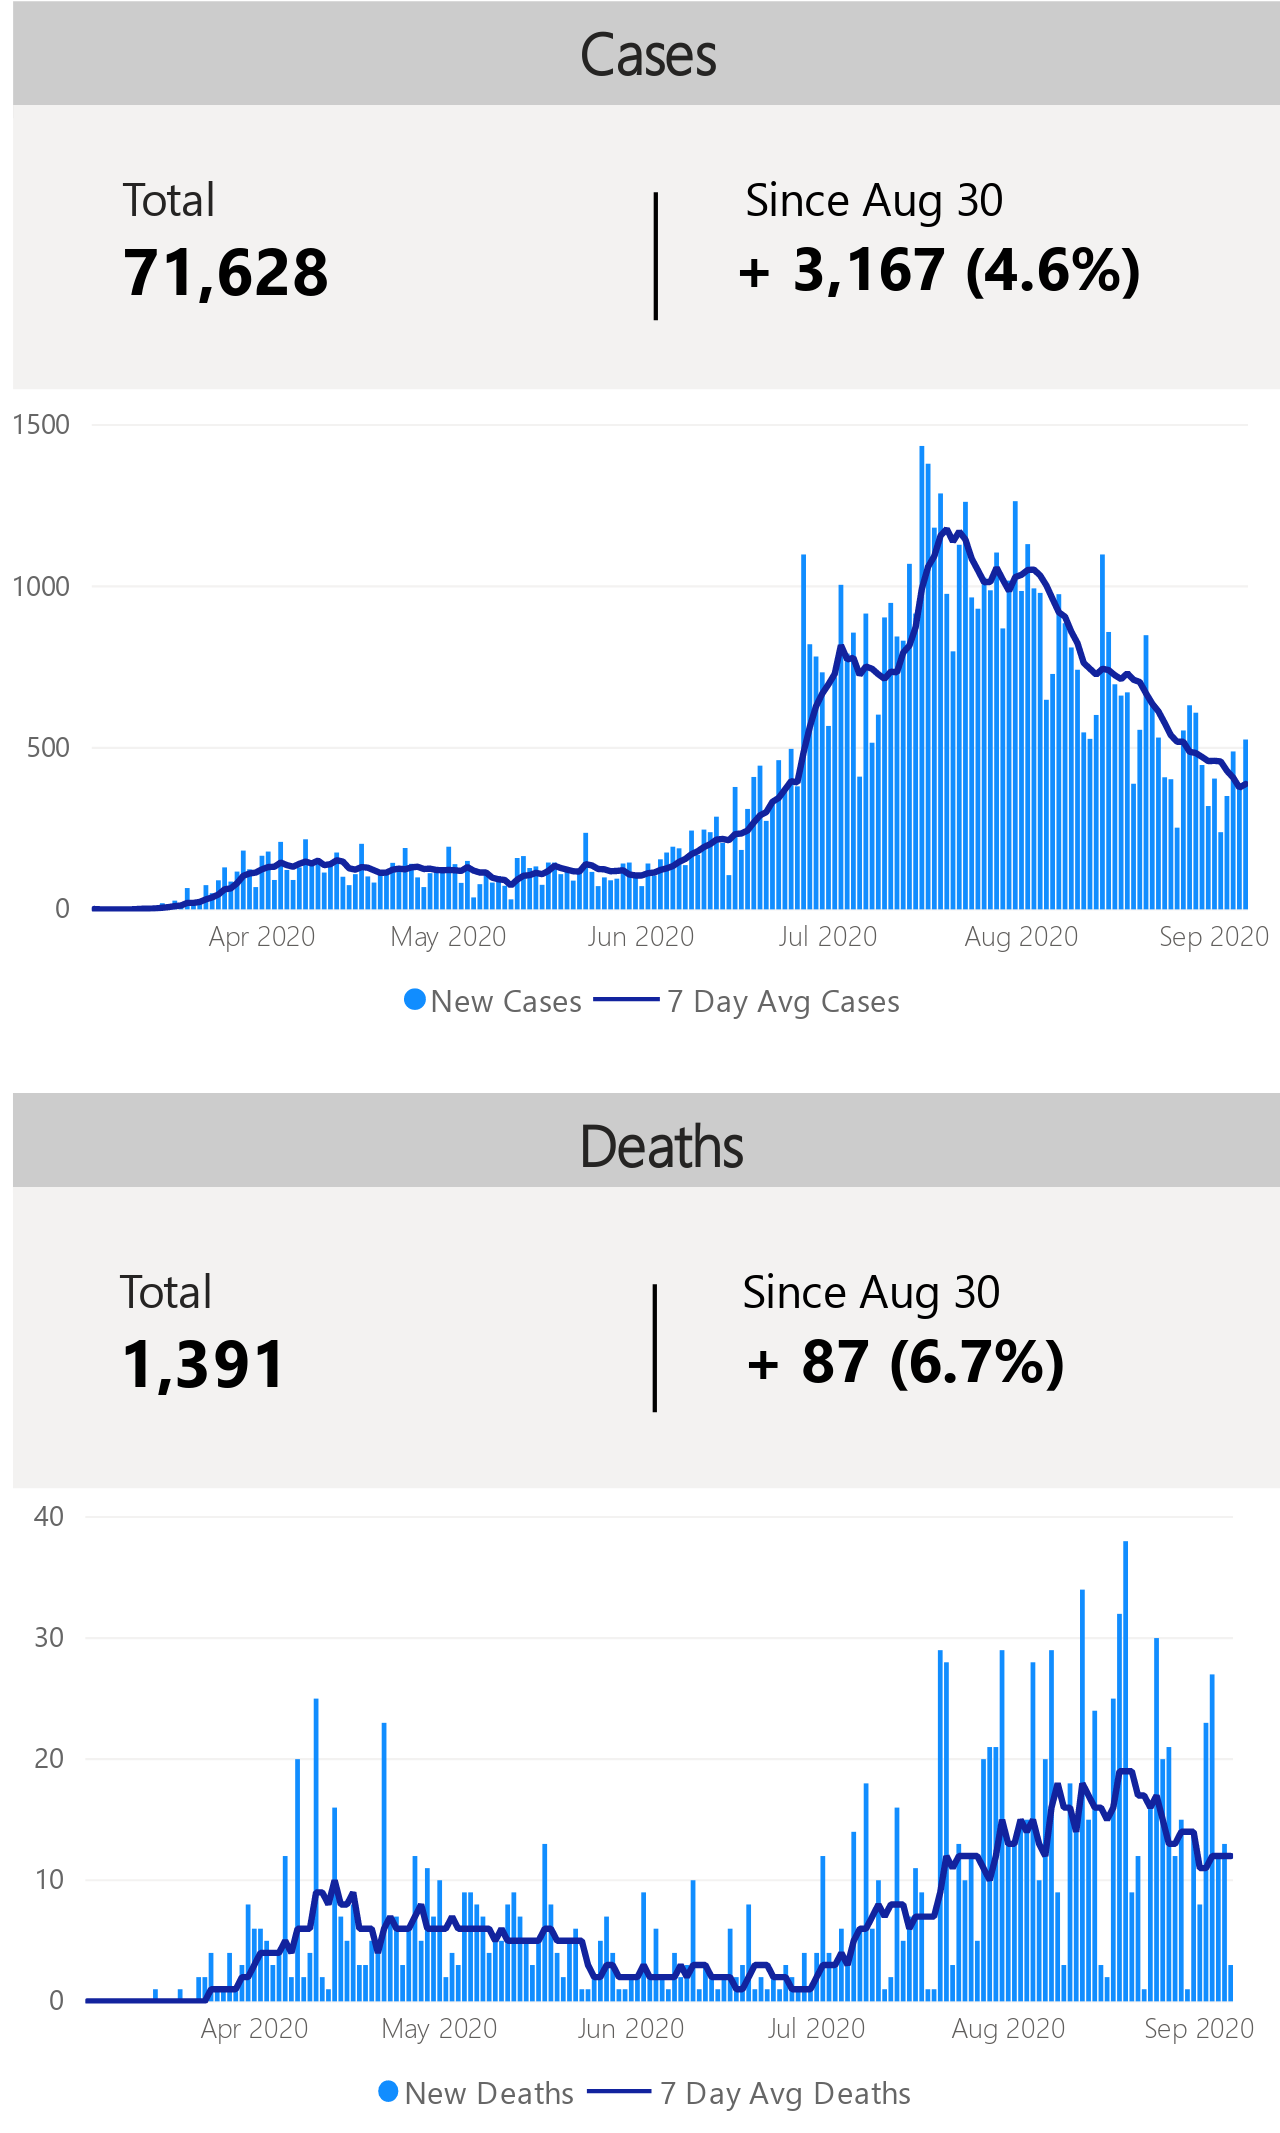 Cases
Total
Since Aug 30
71,628
+ 3,167 (4.6%)
1500
1000
500
0
Apr 2020
May 2020
Jun 2020
Jul 2020
Aug 2020
Sep 2020
New Cases
7 Day Avg Cases
Deaths
Total
Since Aug 30
1,391
+ 87 (6.7%)
40
30
20
10
0
Apr 2020
May 2020
Jun 2020
Jul 2020
Aug 2020
Sep 2020
New Deaths
7 Day Avg Deaths